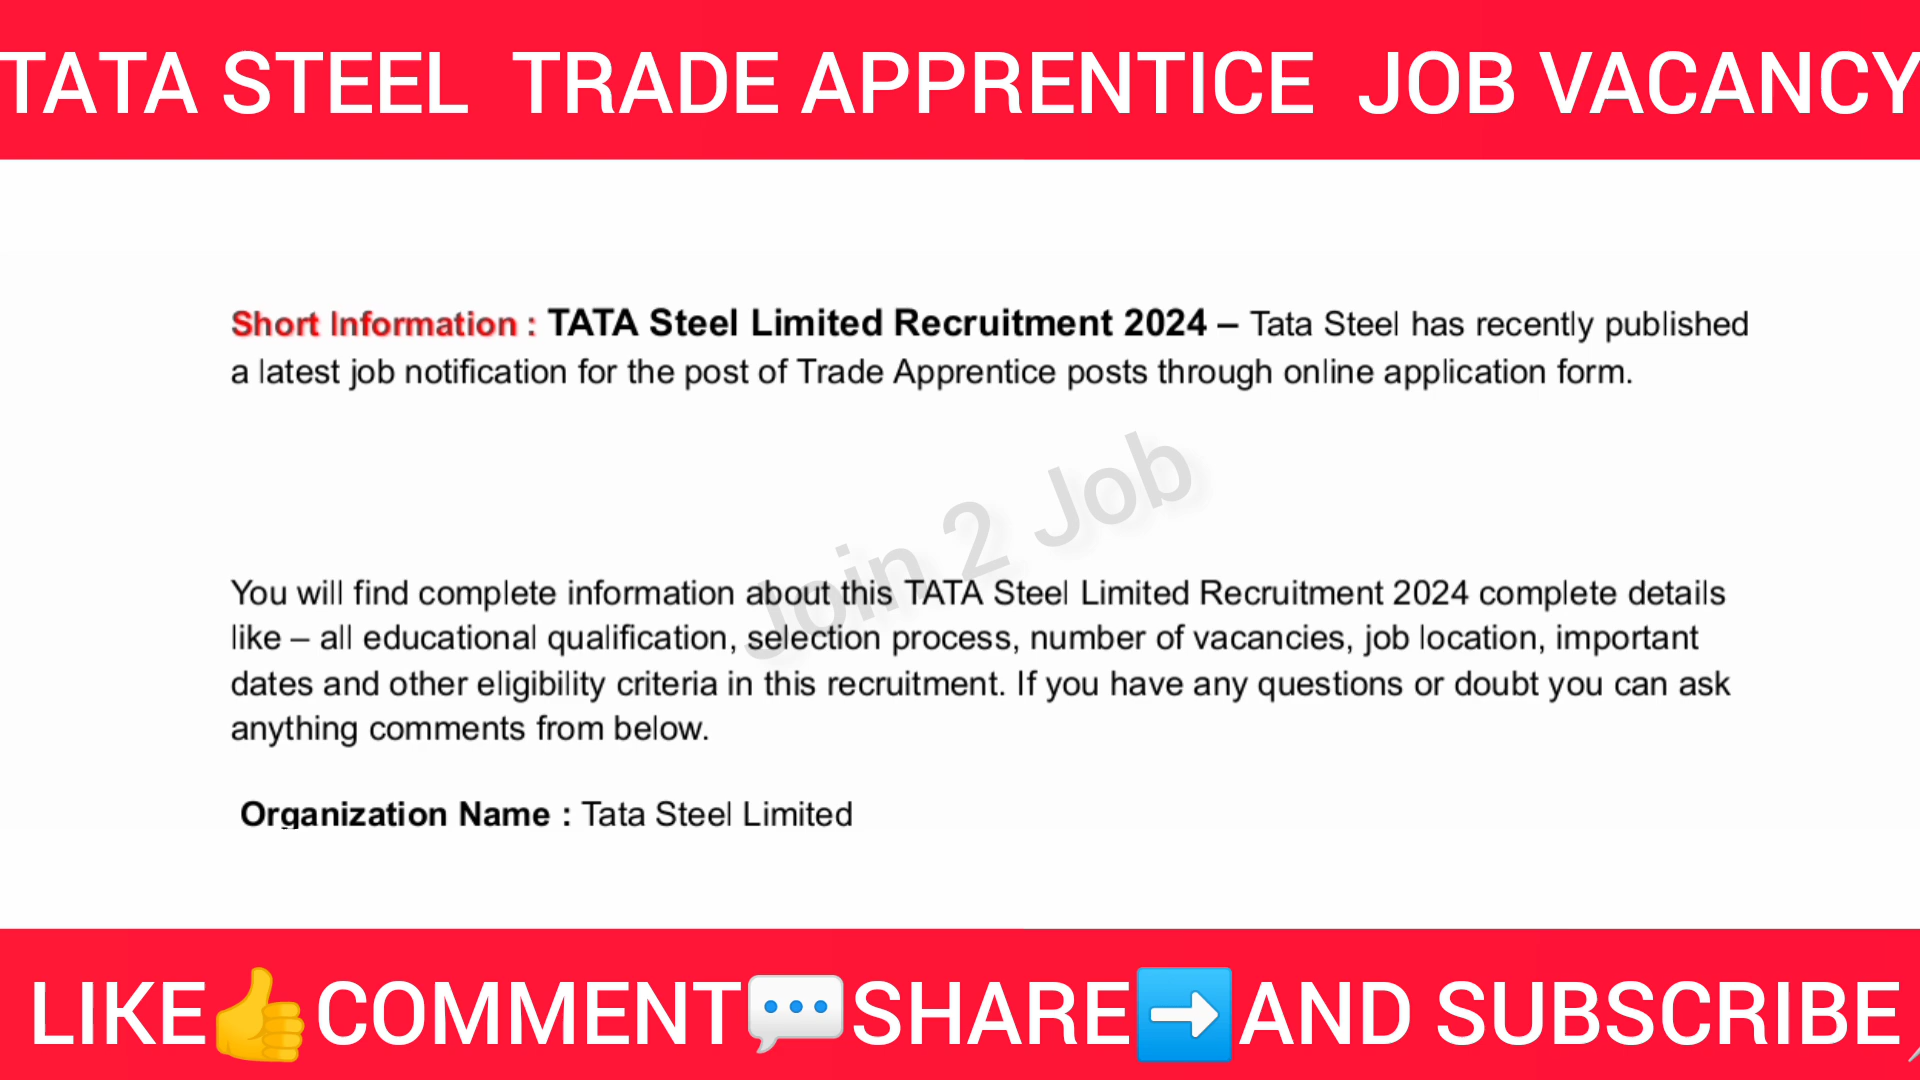 TATA STEEL TRADE APPRENTICE JOB VACANCY
Short Information : TATA Steel Limited Recruitment 2024 – Tata Steel has recently published
a latest job notification for the post of Trade Apprentice posts through online application form.
Join 2 Job
You will find complete information about this TATA Steel Limited Recruitment 2024 complete details
like – all educational qualification, selection process, number of vacancies, job location, important
dates and other eligibility criteria in this recruitment. If you have any questions or doubt you can ask
anything comments from below.
Organization Name : Tata Steel Limited
LIKE👍COMMENT💬SHARE➡️AND SUBSCRIBE